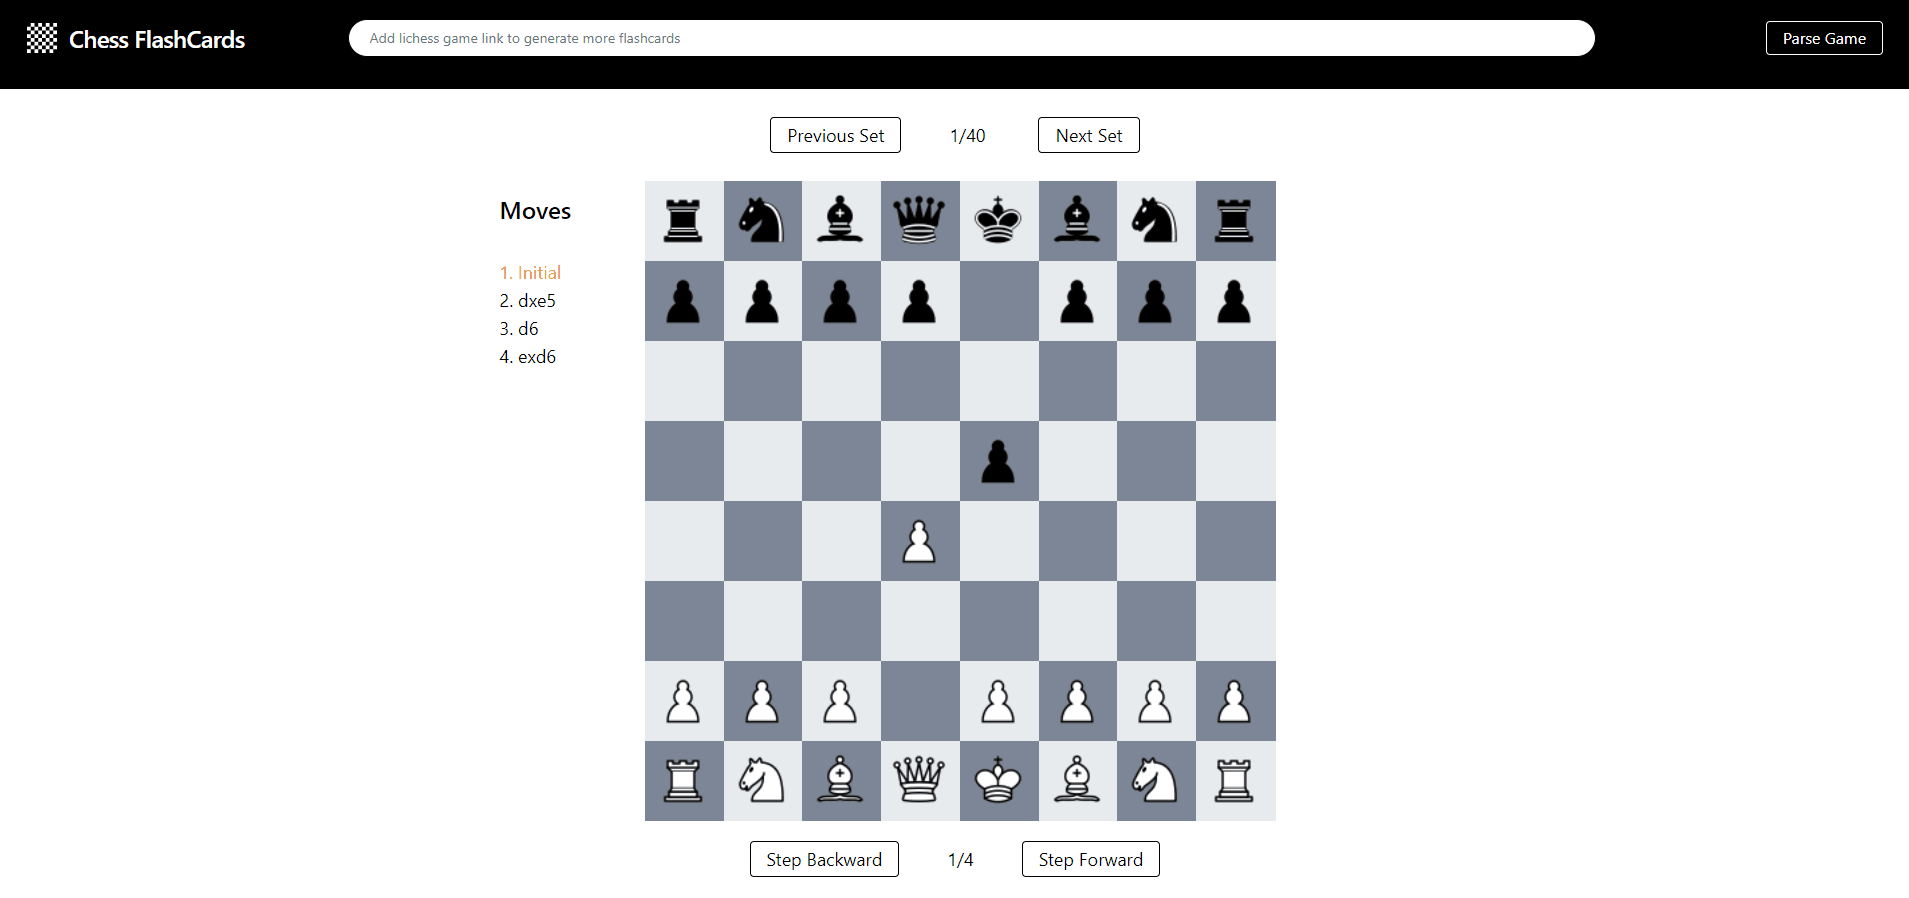 Chess FlashCards
Add lichess game link to generate more flashcards
Parse Game
Previous Set
1/40
Next Set
Moves
1. Initial
2. dxe5
3. d6
4. exd6
Step Backward
1/4
Step Forward